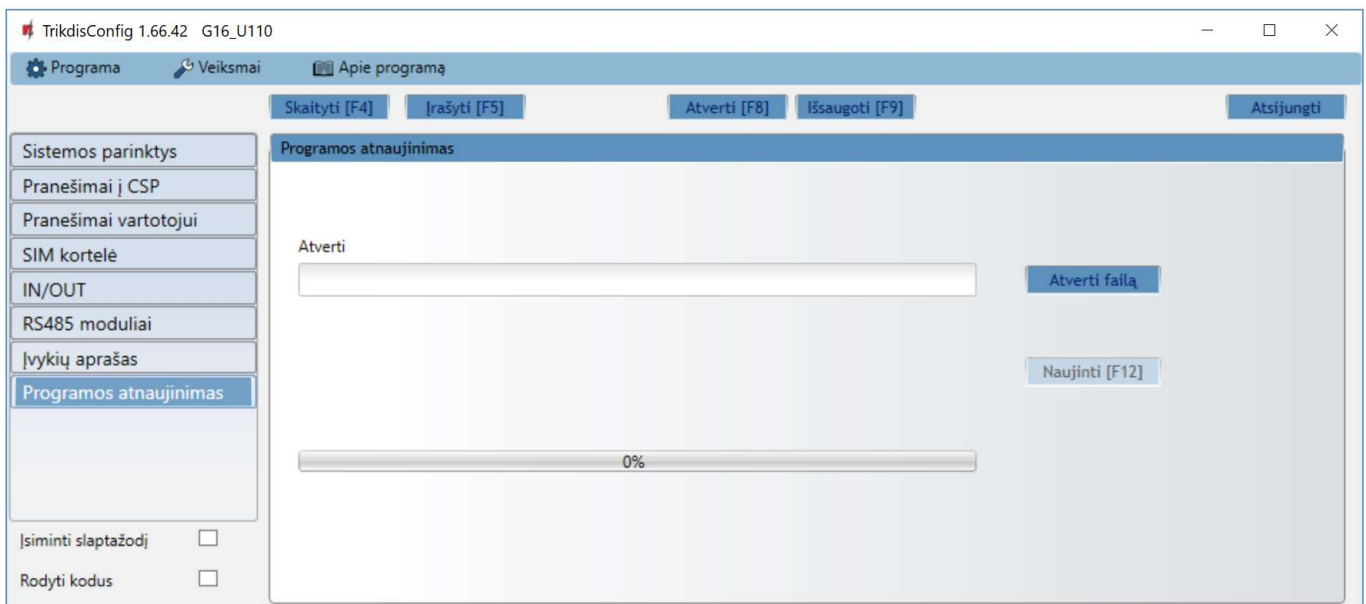 TrikdisConfig 1.66.42 G16_U110
Programa Veiksmai Apie programą
Skaityti [F4] Įrašyti [F5] Atverti [F8] Išsaugoti [F9] Atsijungti
Sistemos parinktys
Pranešimai į CSP
Pranešimai vartotojui
SIM kortelė
IN/OUT
RS485 moduliai
Įvykių aprašas
Programos atnaujinimas
Įsiminti slaptažodį
Rodyti kodus
Programos atnaujinimas
Atverti
Atverti failą
Naujinti [F12]
0%